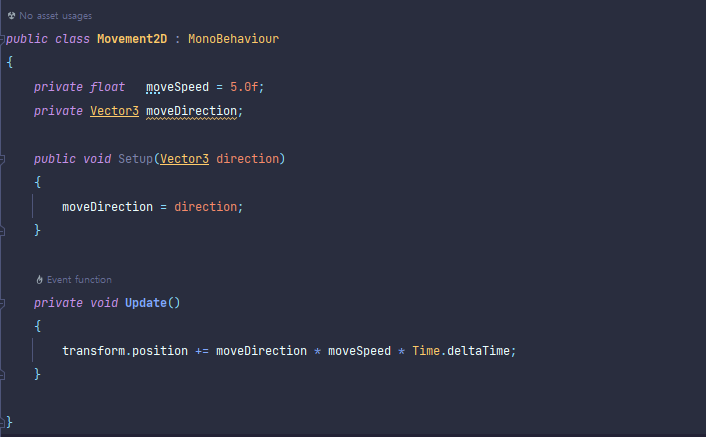 No asset usages
public class Movement2D : MonoBehaviour
{
private float   moveSpeed = 5.0f;
private Vector3 moveDirection;
public void Setup(Vector3 direction)
{
moveDirection = direction;
}
Event function
private void Update()
{
transform.position += moveDirection * moveSpeed * Time.deltaTime;
}
}